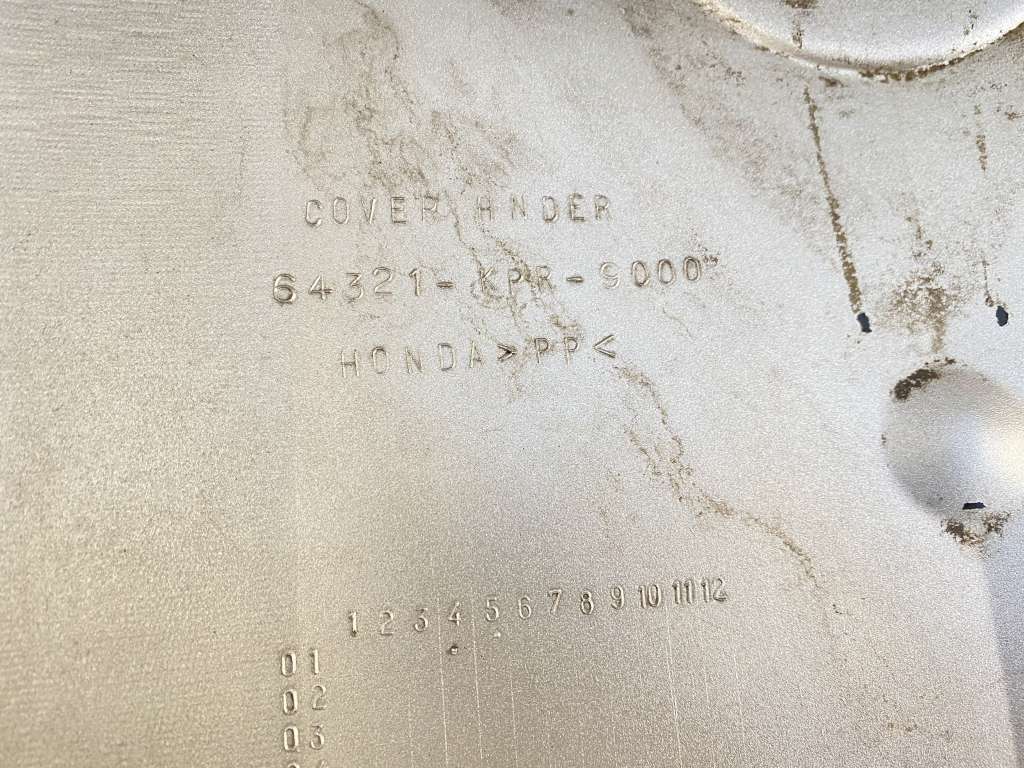 COVER HNDER
64321-KPR-9000
HONDA>PP<
1 2 3 4 5 6 7 8 9 10 11 12
01
02
03